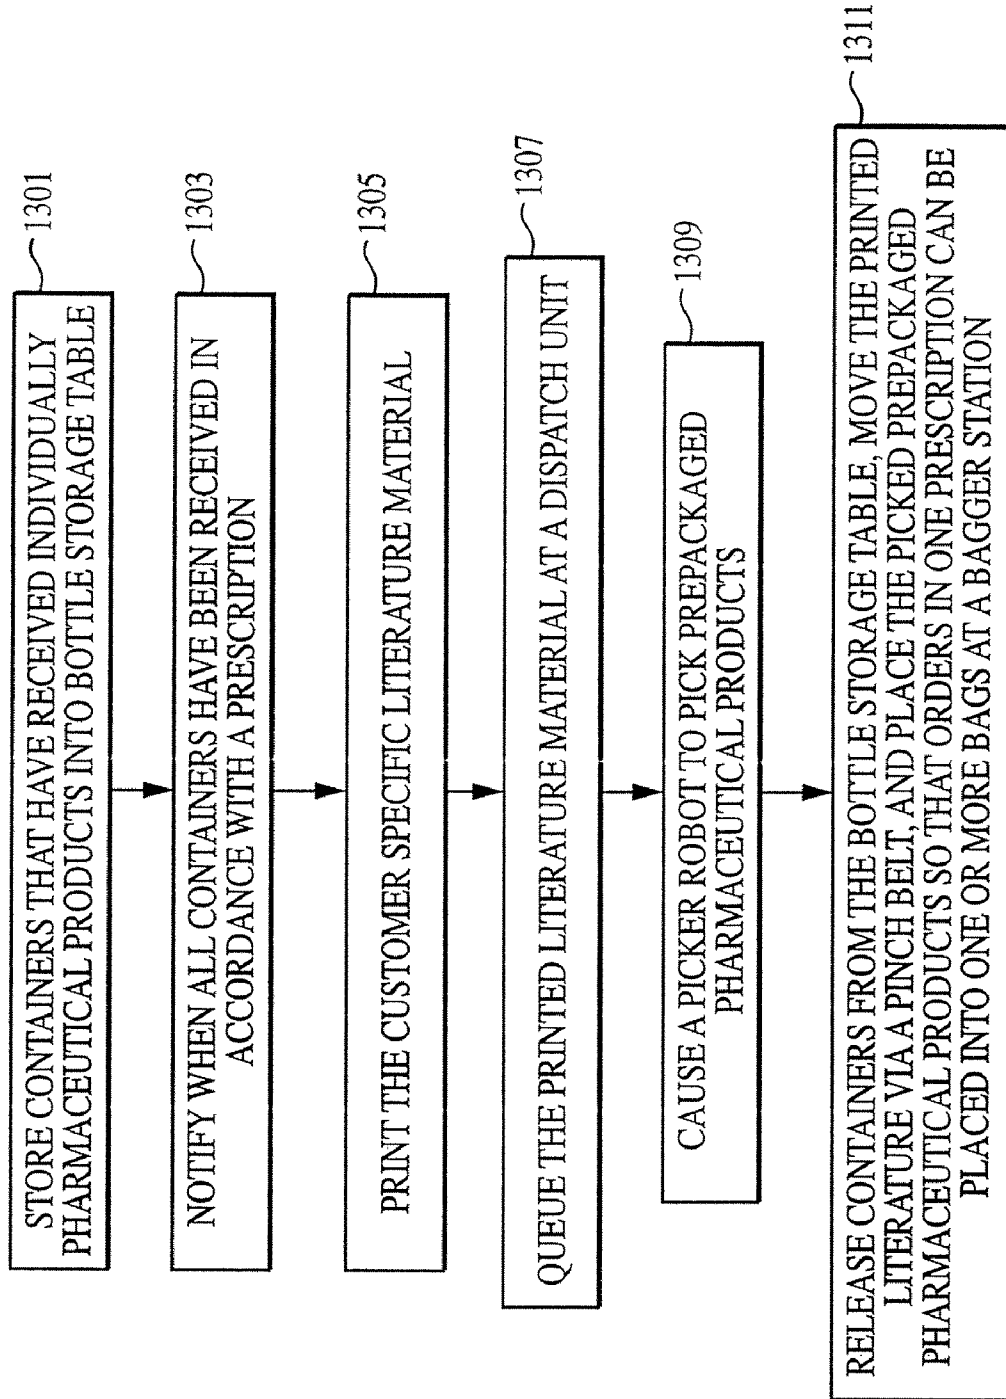 STORE CONTAINERS THAT HAVE RECEIVED INDIVIDUALLY
PHARMACEUTICAL PRODUCTS INTO BOTTLE STORAGE TABLE
1301
NOTIFY WHEN ALL CONTAINERS HAVE BEEN RECEIVED IN
ACCORDANCE WITH A PRESCRIPTION
1303
PRINT THE CUSTOMER SPECIFIC LITERATURE MATERIAL
1305
QUEUE THE PRINTED LITERATURE MATERIAL AT A DISPATCH UNIT
1307
CAUSE A PICKER ROBOT TO PICK PREPACKAGED
PHARMACEUTICAL PRODUCTS
1309
RELEASE CONTAINERS FROM THE BOTTLE STORAGE TABLE, MOVE THE PRINTED
LITERATURE VIA A PINCH BELT, AND PLACE THE PICKED PREPACKAGED
PHARMACEUTICAL PRODUCTS SO THAT ORDERS IN ONE PRESCRIPTION CAN BE
PLACED INTO ONE OR MORE BAGS AT A BAGGER STATION
1311